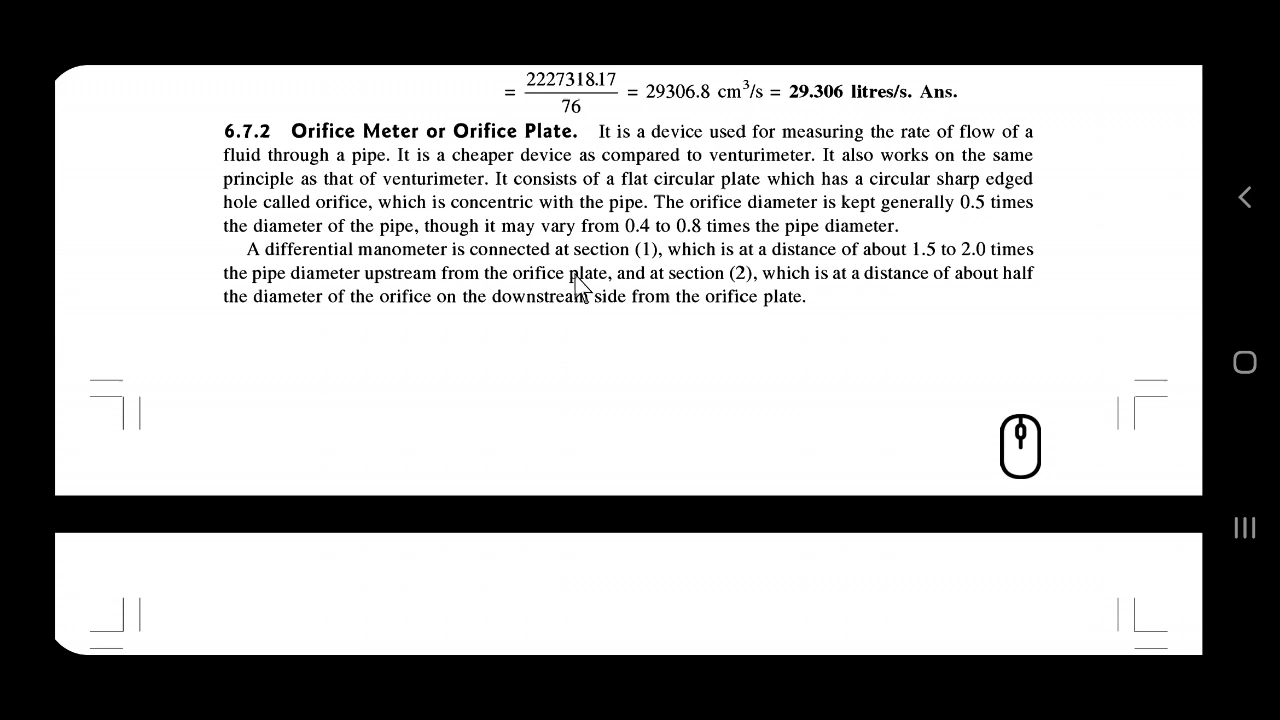 = 2227318.17 / 76 = 29306.8 cm³/s = 29.306 litres/s. Ans.
6.7.2 Orifice Meter or Orifice Plate. It is a device used for measuring the rate of flow of a
fluid through a pipe. It is a cheaper device as compared to venturimeter. It also works on the same
principle as that of venturimeter. It consists of a flat circular plate which has a circular sharp edged
hole called orifice, which is concentric with the pipe. The orifice diameter is kept generally 0.5 times
the diameter of the pipe, though it may vary from 0.4 to 0.8 times the pipe diameter.
A differential manometer is connected at section (1), which is at a distance of about 1.5 to 2.0 times
the pipe diameter upstream from the orifice plate, and at section (2), which is at a distance of about half
the diameter of the orifice on the downstream side from the orifice plate.